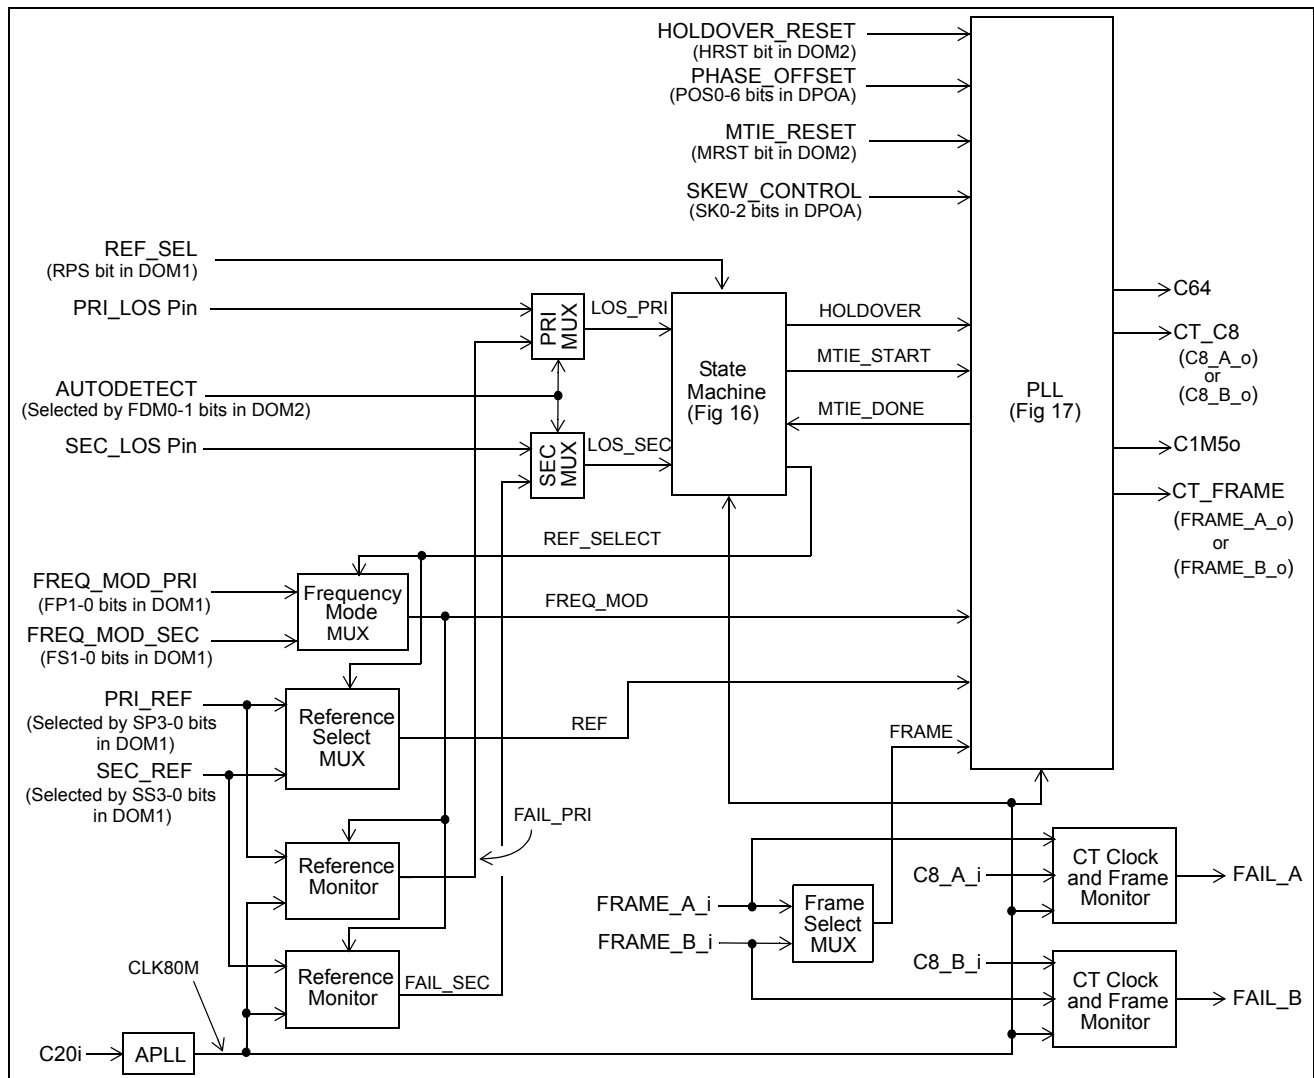 HOLDOVER_RESET
(HRST bit in DOM2)
PHASE_OFFSET
(POS0-6 bits in DPOA)
MTIE_RESET
(MRST bit in DOM2)
SKEW_CONTROL
(SK0-2 bits in DPOA)
REF_SEL
(RPS bit in DOM1)
PRI_LOS Pin
AUTODETECT
(Selected by FDM0-1 bits in DOM2)
SEC_LOS Pin
PRI
MUX
SEC
MUX
LOS_PRI
LOS_SEC
State
Machine
(Fig 16)
HOLDOVER
MTIE_START
MTIE_DONE
PLL
(Fig 17)
C64
CT_C8
(C8_A_o)
or
(C8_B_o)
C1M5o
CT_FRAME
(FRAME_A_o)
or
(FRAME_B_o)
REF_SELECT
FREQ_MOD_PRI
(FP1-0 bits in DOM1)
FREQ_MOD_SEC
(FS1-0 bits in DOM1)
Frequency
Mode
MUX
FREQ_MOD
PRI_REF
(Selected by SP3-0 bits
in DOM1)
SEC_REF
(Selected by SS3-0 bits
in DOM1)
Reference
Select
MUX
REF
FRAME
FAIL_PRI
Reference
Monitor
Reference
Monitor
FAIL_SEC
CLK80M
C20i
APLL
FRAME_A_i
FRAME_B_i
Frame
Select
MUX
C8_A_i
C8_B_i
CT Clock
and Frame
Monitor
FAIL_A
CT Clock
and Frame
Monitor
FAIL_B